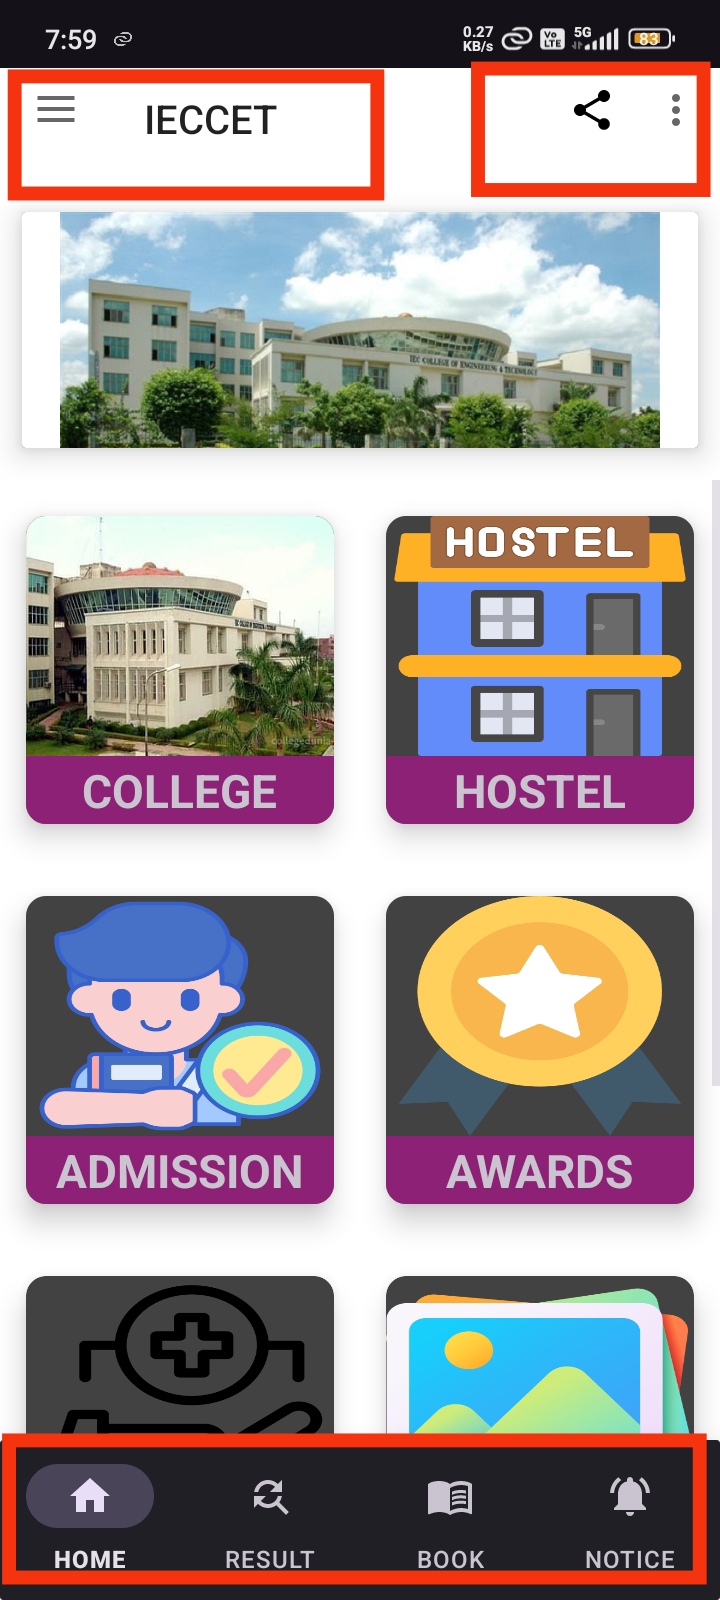 7:59
0.27
KB/s
Vo
LTE
5G
83
IECCET
IEC COLLEGE OF ENGINEERING & TECHNOLOGY
collegedunia
COLLEGE
HOSTEL
HOSTEL
ADMISSION
AWARDS
HOME
RESULT
BOOK
NOTICE